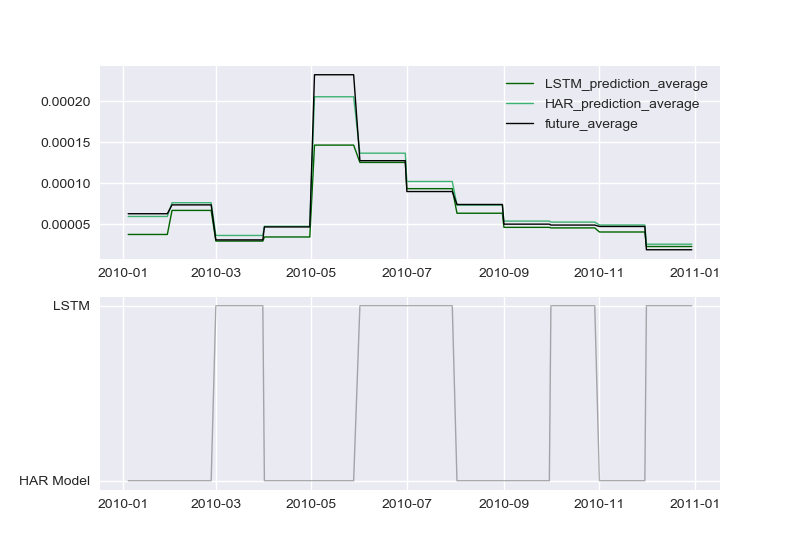 LSTM_prediction_average
0.00020
HAR_prediction_average
future_average
0.00015
0.00010
0.00005
2010-01 2010-03 2010-05 2010-07 2010-09 2010-11 2011-01
LSTM
HAR Model
2010-01 2010-03 2010-05 2010-07 2010-09 2010-11 2011-01